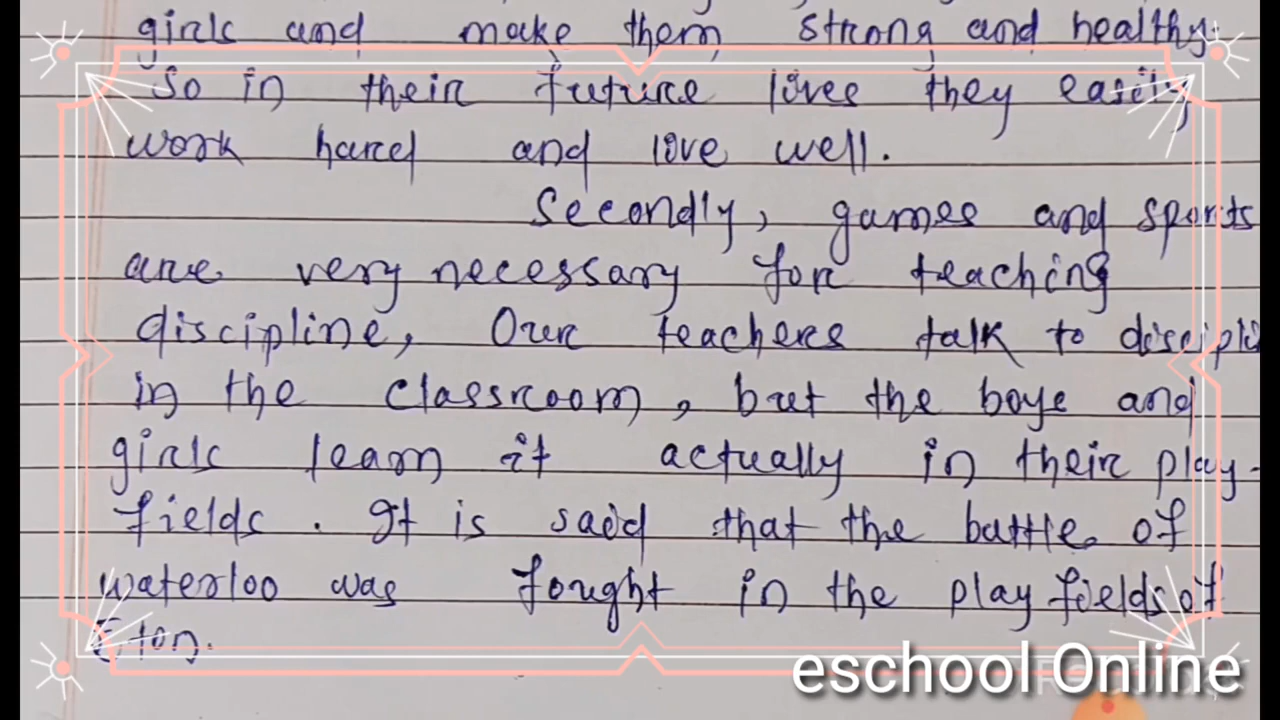 girls and make them strong and healthy.
So in their future lives they easily
work hard and live well.
Secondly, games and sports
are very necessary for teaching
discipline, Our teachers talk to discipli
in the classroom, but the boys and
girls learn it actually in their play-
fields. It is said that the battle of
waterloo was fought in the play fields of
Eton.
eschool Online